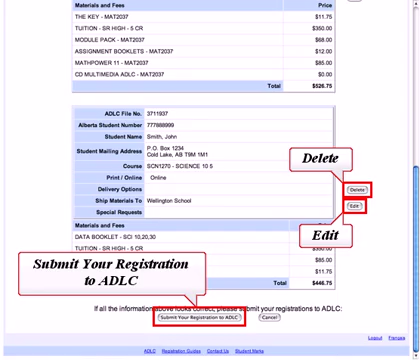 Materials and Fees Price
THE KEY - MAT2037 $11.75
TUITION - SR HIGH - 5 CR $350.00
MODULE PACK - MAT2037 $68.00
ASSIGNMENT BOOKLETS - MAT2037 $12.00
MATHPOWER 11 - MAT2037 $85.00
CD MULTIMEDIA ADLC - MAT2037 $0.00
Total $526.75
ADLC File No. 3711937
Alberta Student Number 777888999
Student Name Smith, John
Student Mailing Address P.O. Box 1234
Cold Lake, AB T9M 1M1
Course SCN1270 - SCIENCE 10 5
Print / Online Online
Delivery Options
Ship Materials To Wellington School
Special Requests
Delete
Delete
Edit
Edit
Materials and Fees
DATA BOOKLET - SCI 10,20,30
TUITION - SR HIGH - 5 CR $350.00
$85.00
$11.75
$446.75
Submit Your Registration
to ADLC
If all the information above looks correct, please submit your registrations to ADLC:
Submit Your Registration to ADLC Cancel
Logout Français
ADLC Registration Guides Contact Us Student Marks